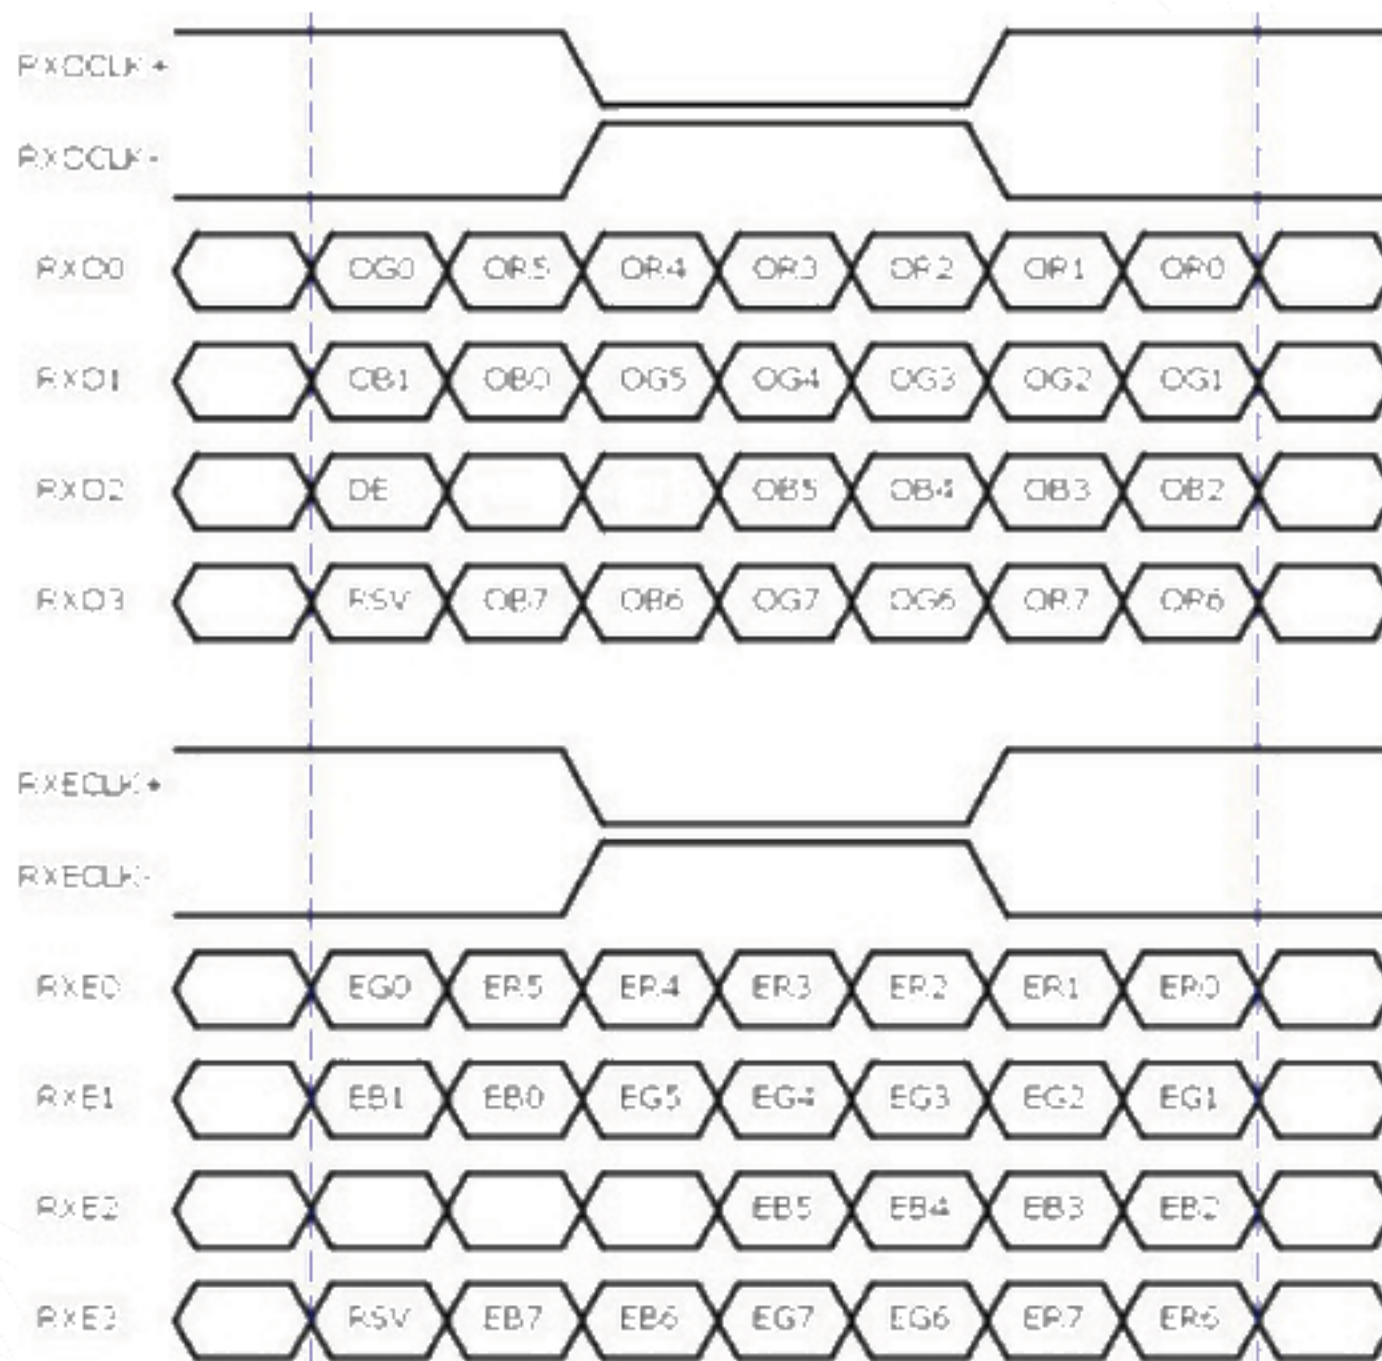 RXOCLK+
RXOCLK-
RXO0 OG0 OR5 OR4 OR3 OR2 OR1 OR0
RXO1 OB1 OB0 OG5 OG4 OG3 OG2 OG1
RXO2 DE OB5 OB4 OB3 OB2
RXO3 RSV OB7 OB6 OG7 OG6 OR7 OR6
RXECLK+
RXECLK-
RXE0 EG0 ER5 ER4 ER3 ER2 ER1 ER0
RXE1 EB1 EB0 EG5 EG4 EG3 EG2 EG1
RXE2 EB5 EB4 EB3 EB2
RXE3 RSV EB7 EB6 EG7 EG6 ER7 ER6